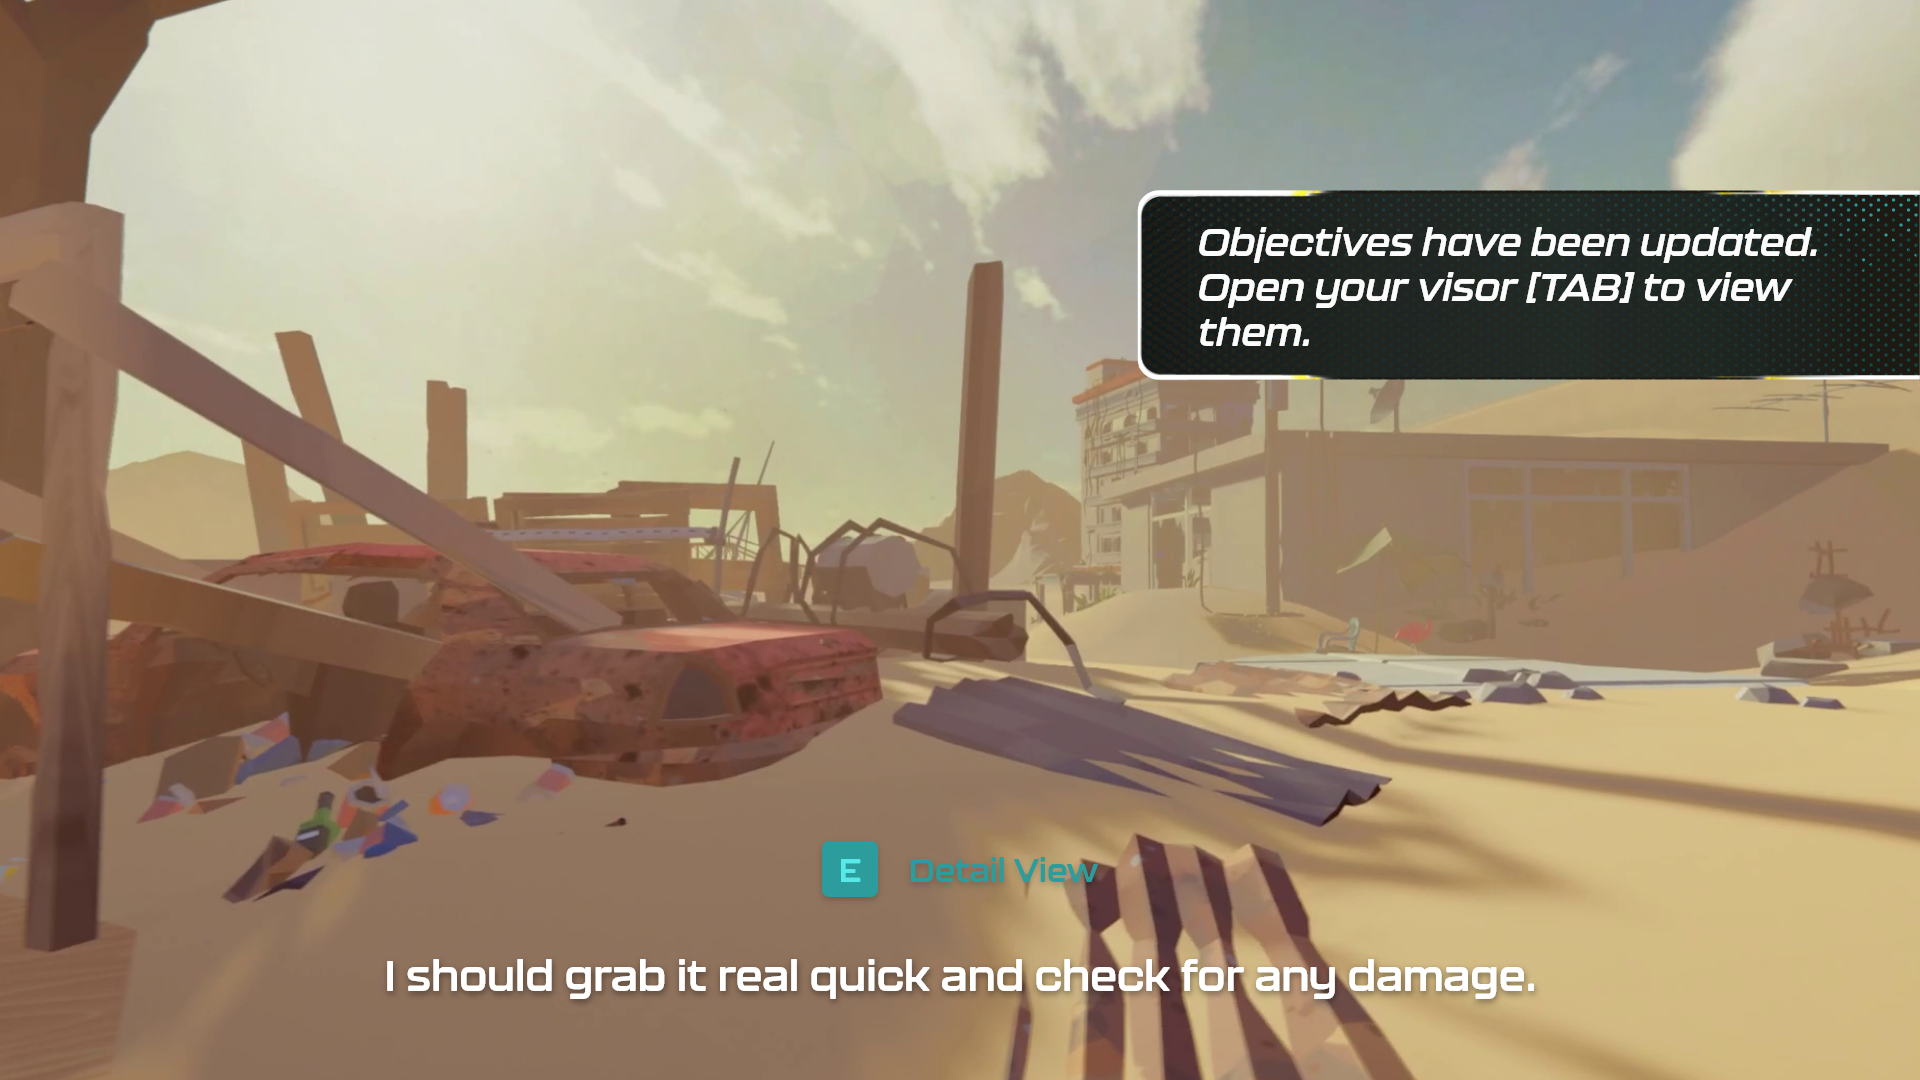 Objectives have been updated.
Open your visor [TAB] to view
them.
E Detail View
I should grab it real quick and check for any damage.